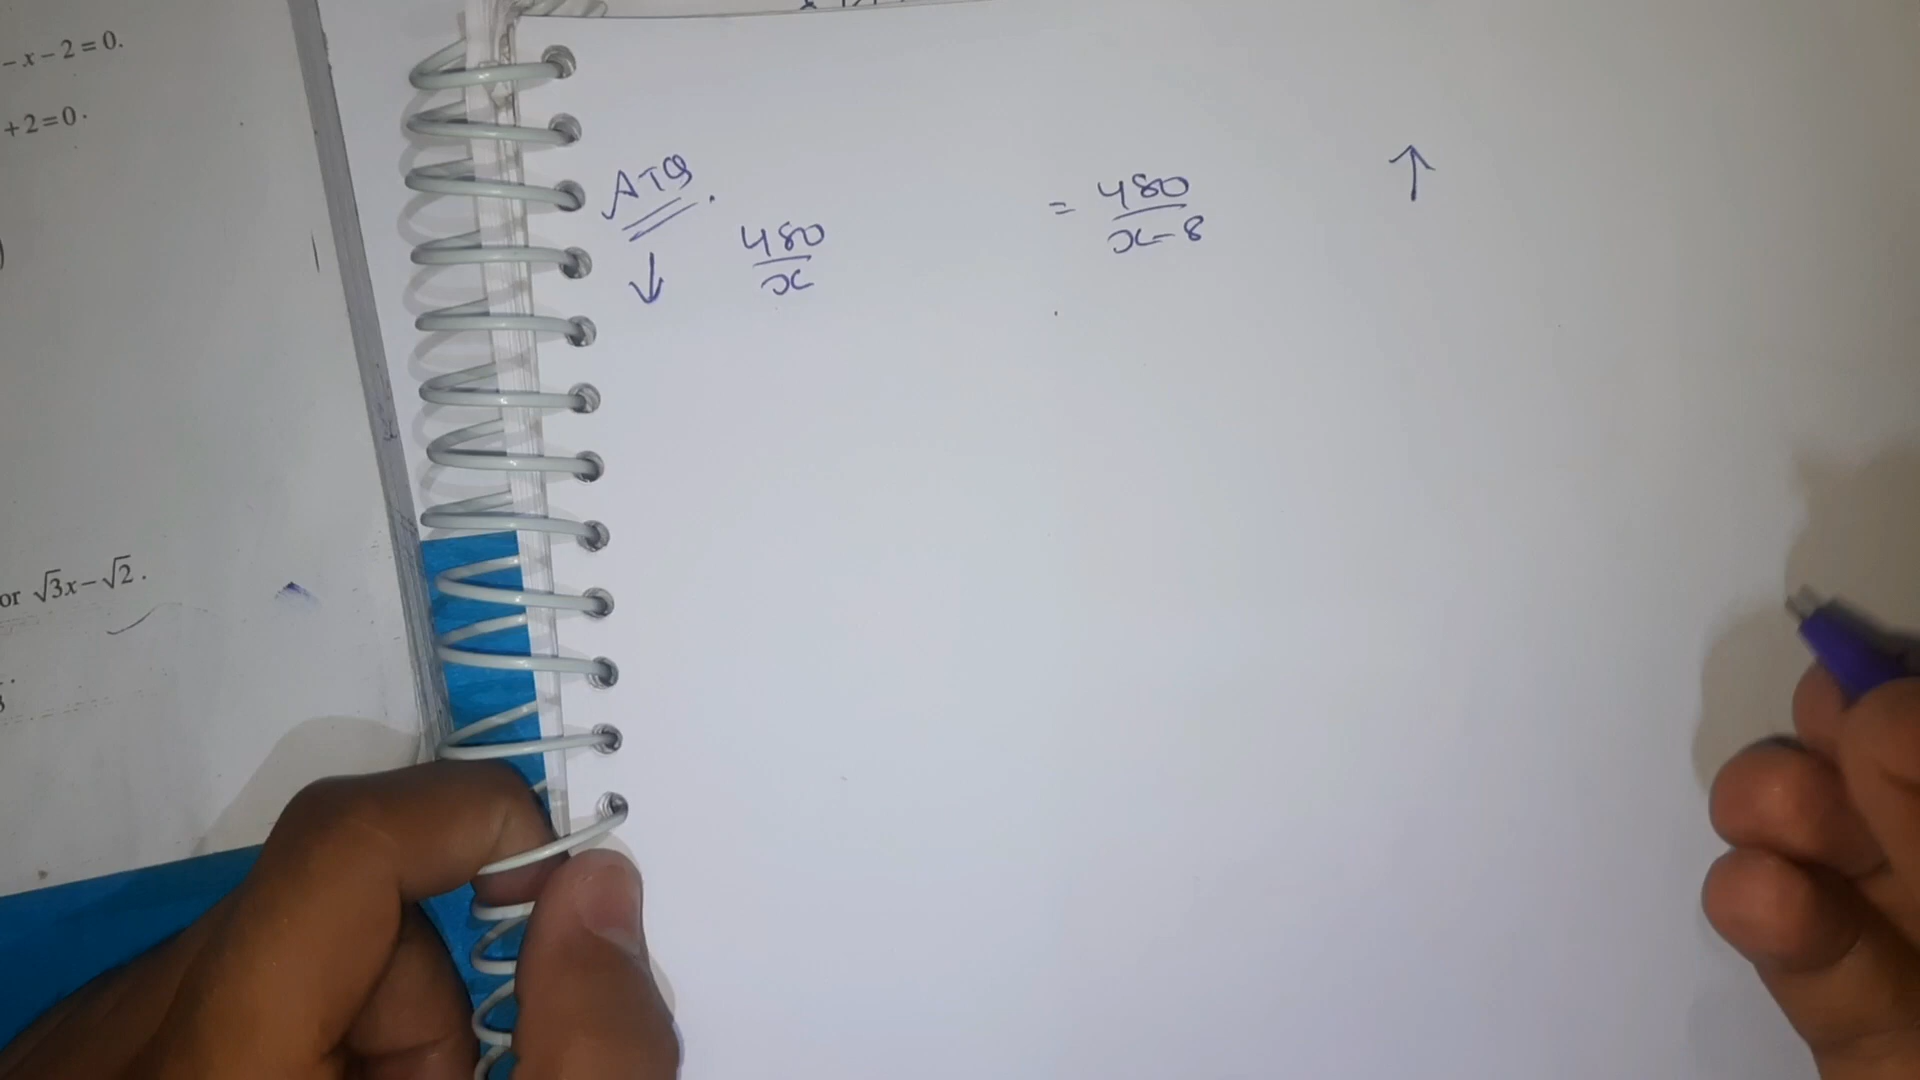 – x – 2 = 0.
+ 2 = 0.
or √3x – √2.
ATQ.
↓ 480/x = 480/(x-8) ↑